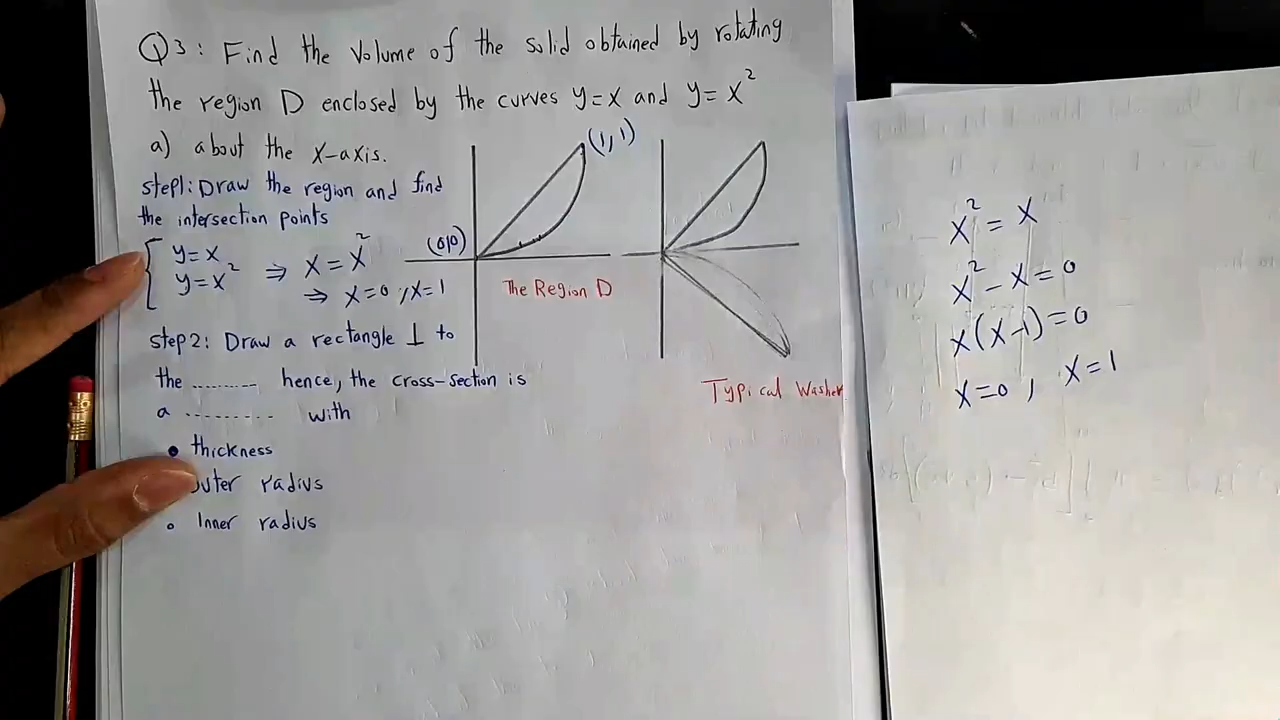 Q3: Find the volume of the solid obtained by rotating
the region D enclosed by the curves y=x and y=x²
a) about the x-axis.
step1: Draw the region and find
the intersection points
y=x
y=x² ⇒ x=x²
⇒ x=0, x=1
(0,0)
(1,1)
The Region D
Typical Washer
step2: Draw a rectangle ⊥ to
the ......... hence, the cross-section is
a ............ with
• thickness
outer radius
• Inner radius
x² = x
x² - x = 0
x(x-1)=0
x=0, x=1